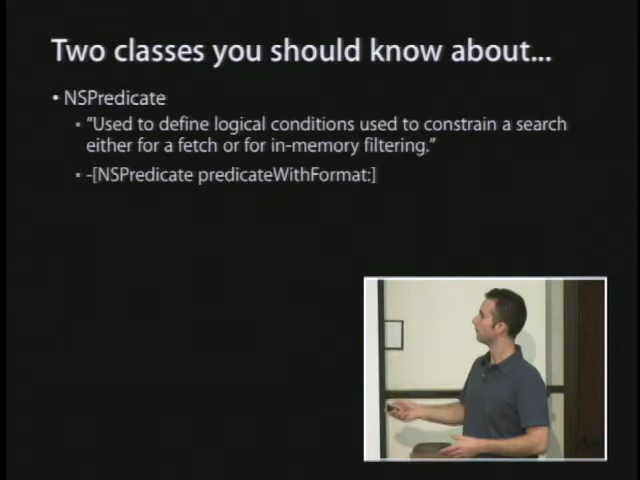 Two classes you should know about...
• NSPredicate
▪ “Used to define logical conditions used to constrain a search
either for a fetch or for in-memory filtering.”
▪ -[NSPredicate predicateWithFormat:]